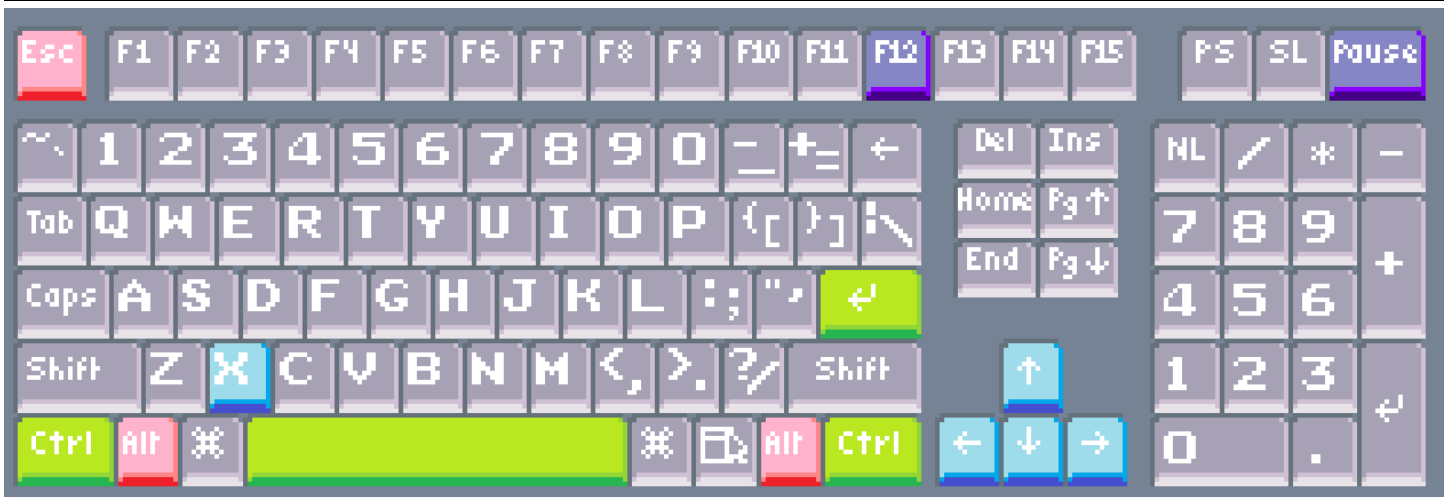 Esc F1 F2 F3 F4 F5 F6 F7 F8 F9 F10 F11 F12 F13 F14 F15 PS SL Pause
~` 1 2 3 4 5 6 7 8 9 0 -_ +=  ← Del Ins NL / * -
Tab Q W E R T Y U I O P {[ }] ¦\ Home Pg↑ 7 8 9 +
Caps A S D F G H J K L :; "' ↵ End Pg↓ 4 5 6
Shift Z X C V B N M <, >. ?/ Shift ↑ 1 2 3 ↵
Ctrl Alt ⌘ ⌘ Alt Ctrl ← ↓ → 0 .